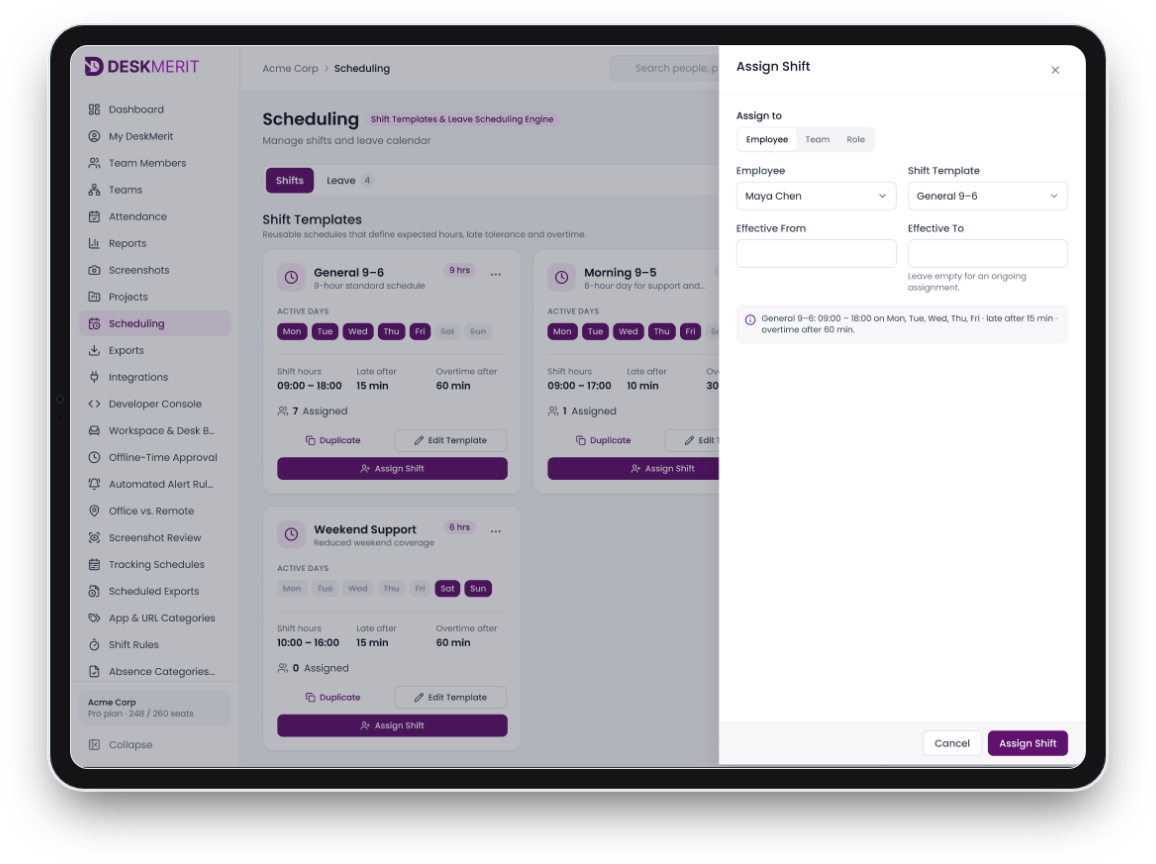 DESKMERIT
Dashboard
My DeskMerit
Team Members
Teams
Attendance
Reports
Screenshots
Projects
Scheduling
Exports
Integrations
Developer Console
Workspace & Desk B...
Offline-Time Approval
Automated Alert Rul...
Office vs. Remote
Screenshot Review
Tracking Schedules
Scheduled Exports
App & URL Categories
Shift Rules
Absence Categories...
Acme Corp
Pro plan · 248 / 260 seats
Collapse
Acme Corp > Scheduling
Search people, p
Scheduling Shift Templates & Leave Scheduling Engine
Manage shifts and leave calendar
Shifts Leave 4
Shift Templates
Reusable schedules that define expected hours, late tolerance and overtime.
General 9–6 9 hrs ...
9-hour standard schedule
ACTIVE DAYS
Mon Tue Wed Thu Fri Sat Sun
Shift hours Late after Overtime after
09:00 – 18:00 15 min 60 min
7 Assigned
Duplicate Edit Template
Assign Shift
Morning 9–5
8-hour day for support and...
ACTIVE DAYS
Mon Tue Wed Thu Fri
Shift hours Late after Ov
09:00 – 17:00 10 min 30
1 Assigned
Duplicate Edit
Assign Shift
Weekend Support 6 hrs ...
Reduced weekend coverage
ACTIVE DAYS
Mon Tue Wed Thu Fri Sat Sun
Shift hours Late after Overtime after
10:00 – 16:00 15 min 60 min
0 Assigned
Duplicate Edit Template
Assign Shift
Assign Shift
Assign to
Employee Team Role
Employee Shift Template
Maya Chen General 9–6
Effective From Effective To
Leave empty for an ongoing
assignment.
General 9–6: 09:00 – 18:00 on Mon, Tue, Wed, Thu, Fri · late after 15 min ·
overtime after 60 min.
Cancel Assign Shift